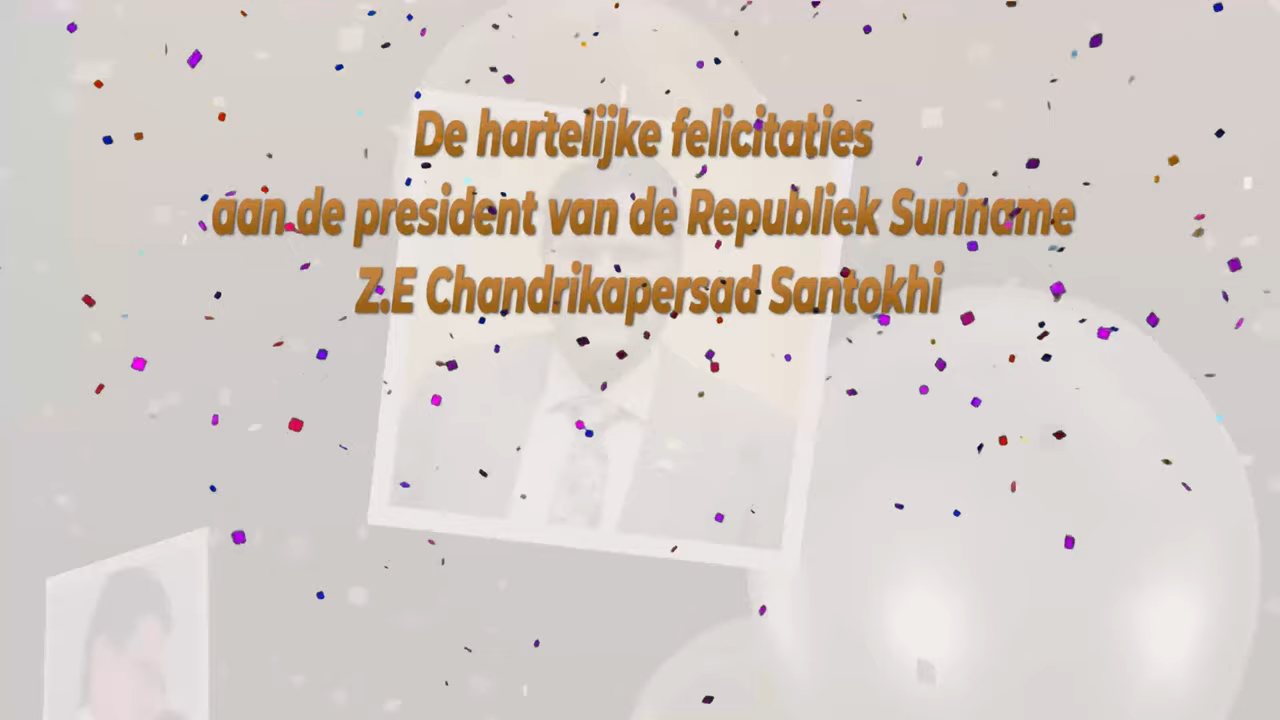 De hartelijke felicitaties
aan de president van de Republiek Suriname
Z.E Chandrikapersad Santokhi